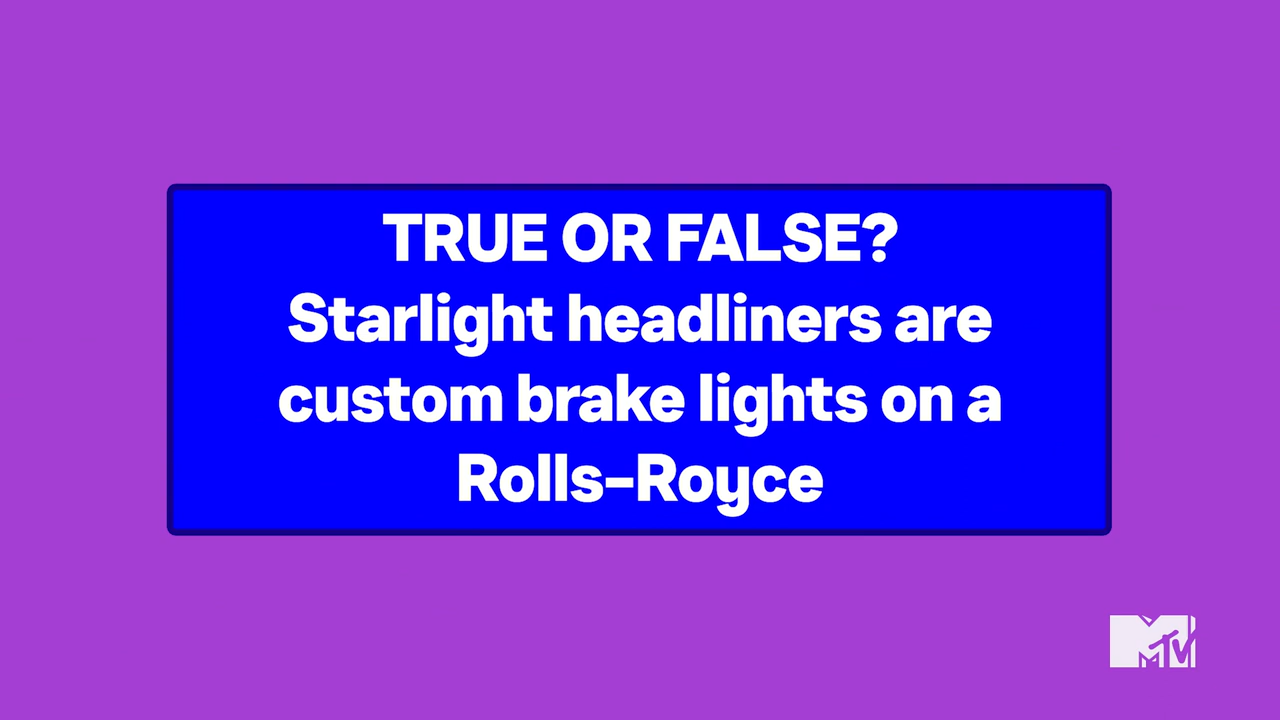 TRUE OR FALSE?
Starlight headliners are
custom brake lights on a
Rolls-Royce
MTV